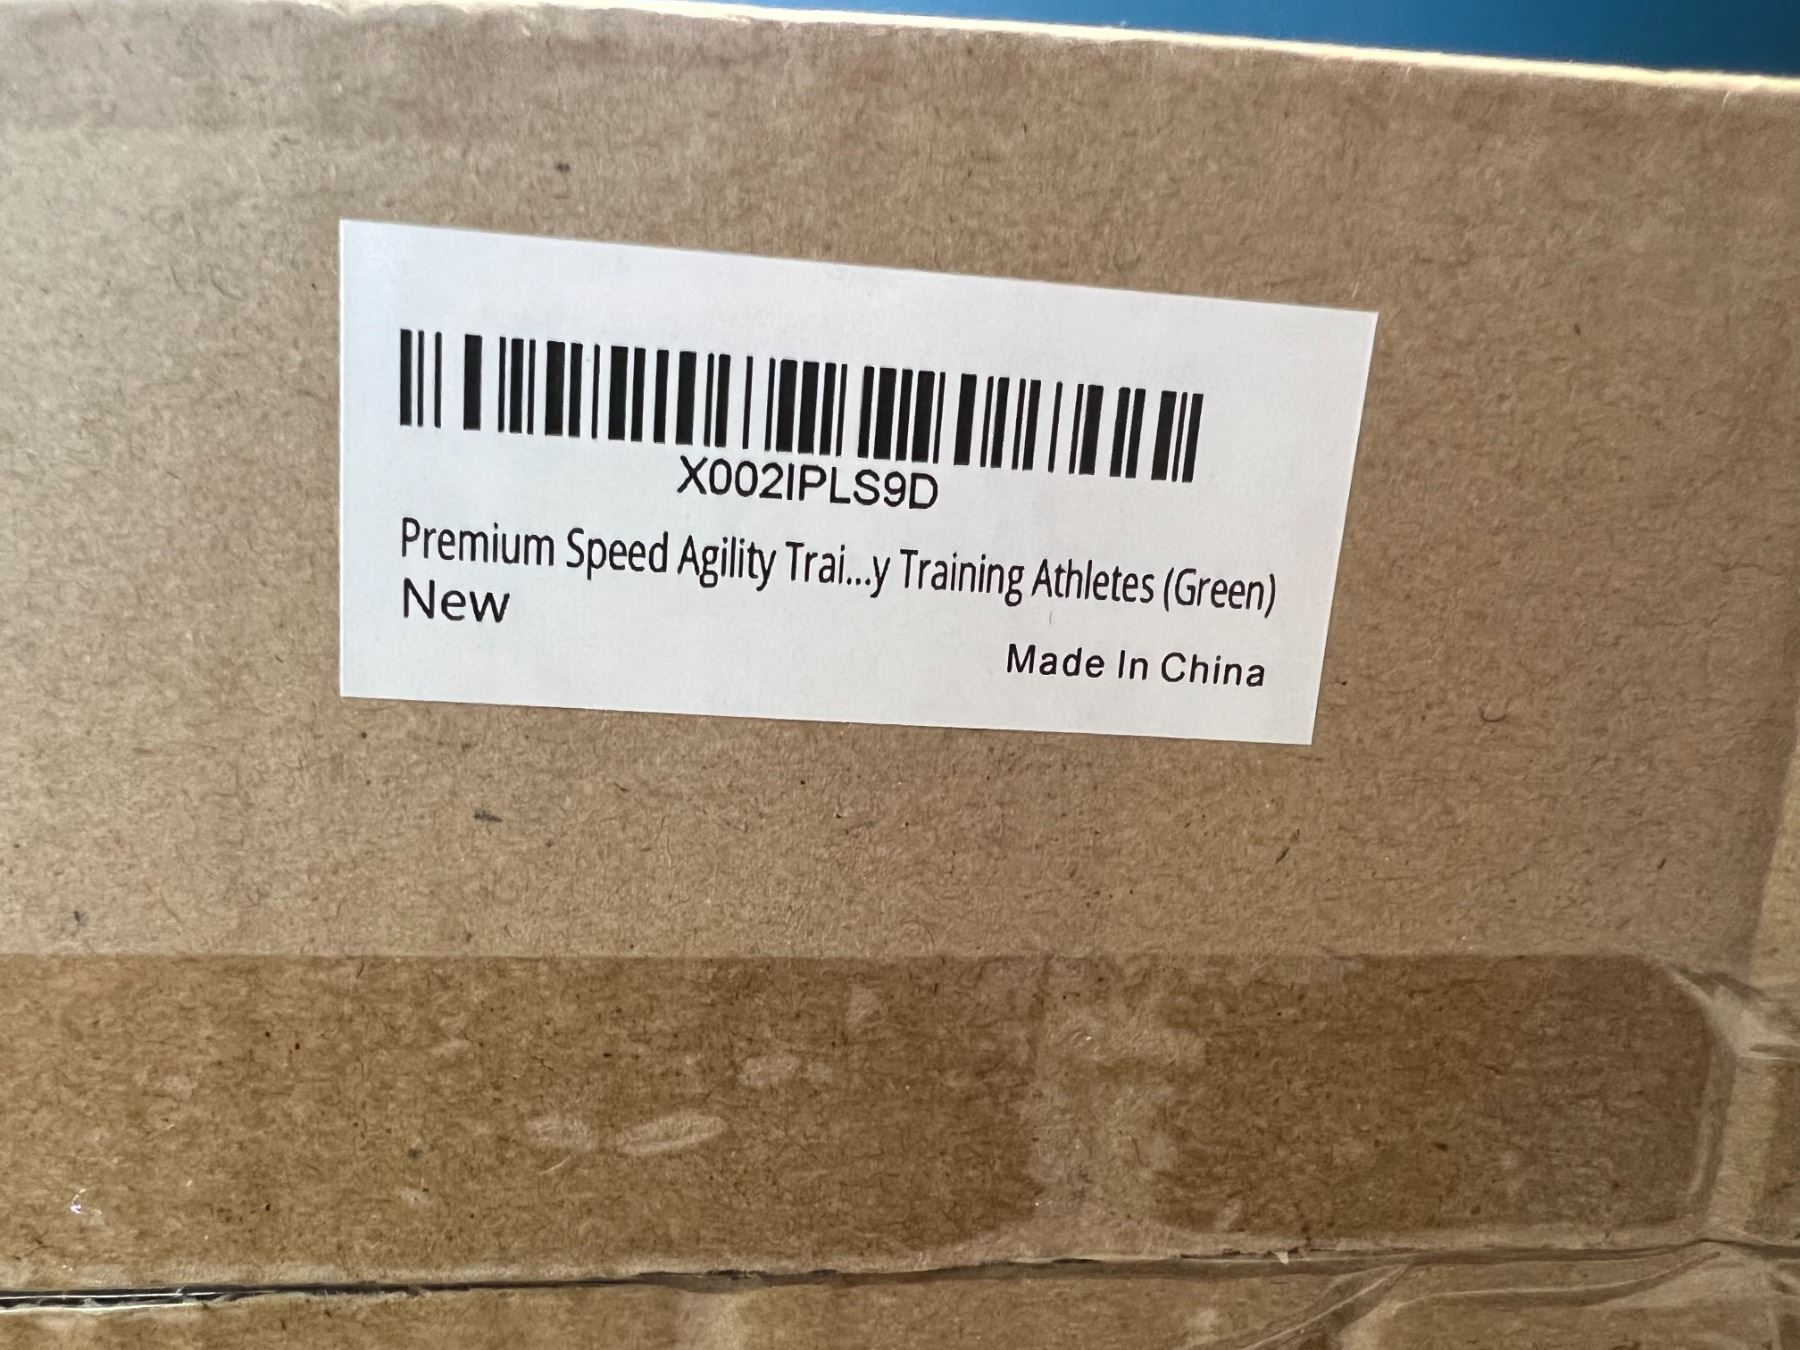 X002IPLS9D
Premium Speed Agility Trai...y Training Athletes (Green)
New
Made In China